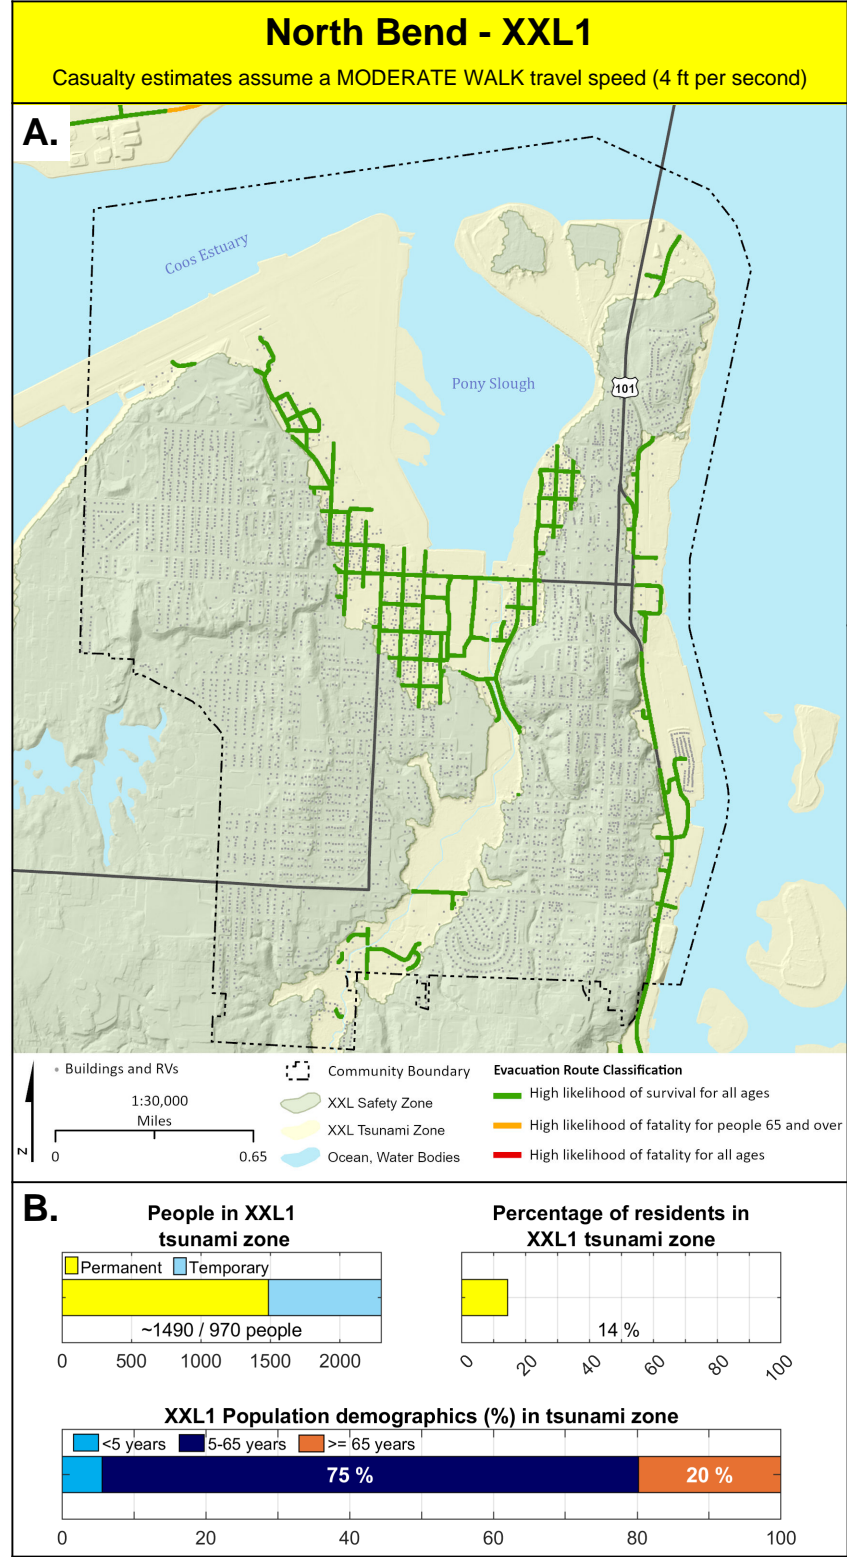 North Bend - XXL1
Casualty estimates assume a MODERATE WALK travel speed (4 ft per second)
A.
Coos Estuary
Pony Slough
101
Buildings and RVs
1:30,000
Miles
0 0.65
N
Community Boundary
XXL Safety Zone
XXL Tsunami Zone
Ocean, Water Bodies
Evacuation Route Classification
High likelihood of survival for all ages
High likelihood of fatality for people 65 and over
High likelihood of fatality for all ages
B.
People in XXL1
tsunami zone
Permanent Temporary
~1490 / 970 people
0 500 1000 1500 2000
Percentage of residents in
XXL1 tsunami zone
14 %
0 20 40 60 80 100
XXL1 Population demographics (%) in tsunami zone
<5 years 5-65 years >= 65 years
75 % 20 %
0 20 40 60 80 100